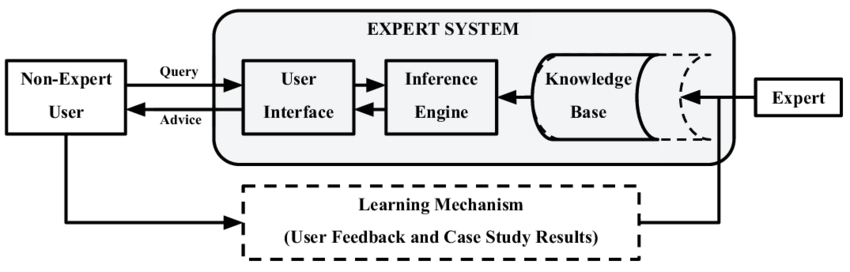 EXPERT SYSTEM
Non-Expert
User
Query
Advice
User
Interface
Inference
Engine
Knowledge
Base
Expert
Learning Mechanism
(User Feedback and Case Study Results)